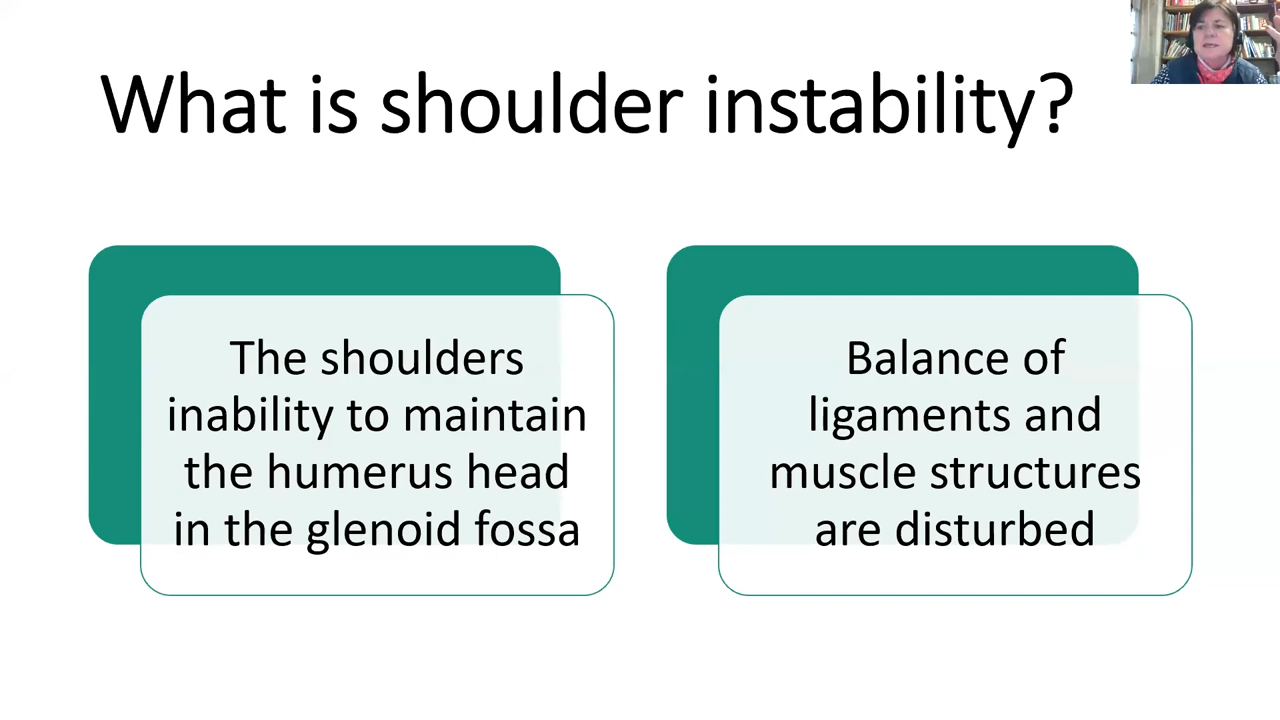 What is shoulder instability?
The shoulders
inability to maintain
the humerus head
in the glenoid fossa
Balance of
ligaments and
muscle structures
are disturbed